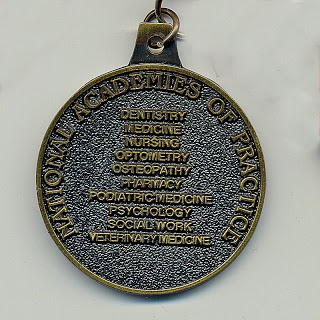 NATIONAL ACADEMIES OF PRACTICE
DENTISTRY
MEDICINE
NURSING
OPTOMETRY
OSTEOPATHY
PHARMACY
PODIATRIC MEDICINE
PSYCHOLOGY
SOCIAL WORK
VETERINARY MEDICINE